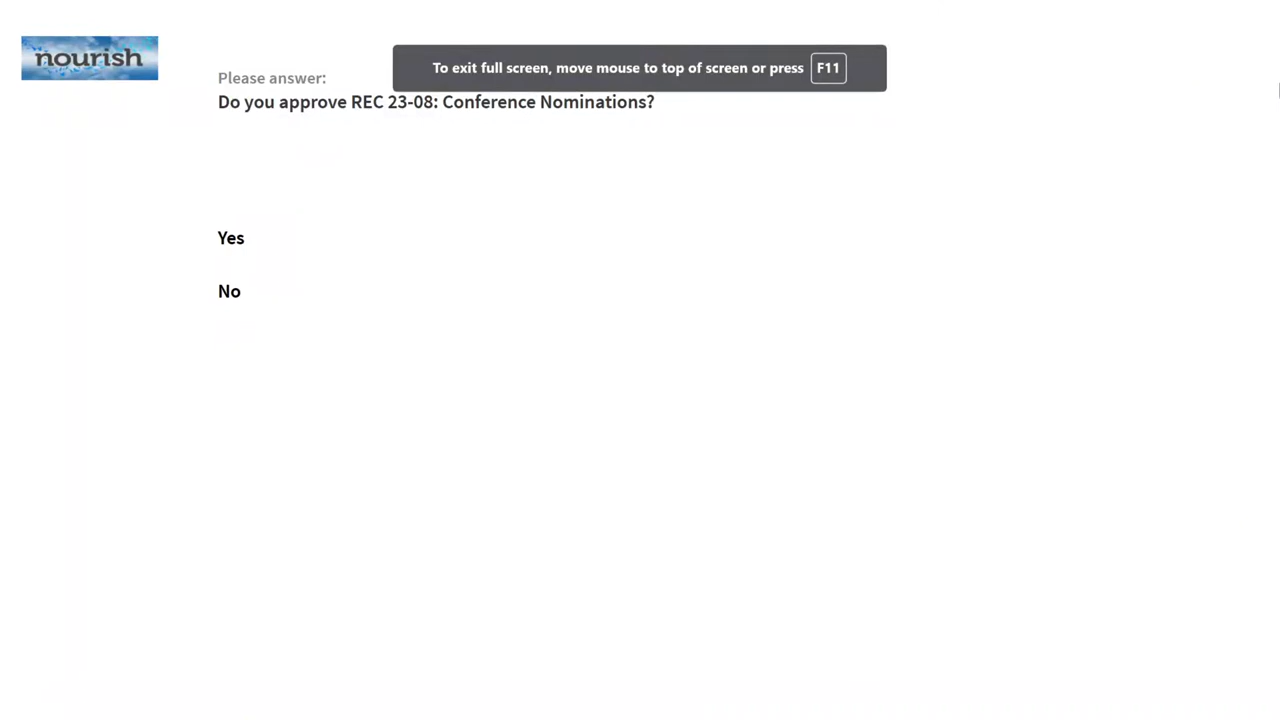 nourish
To exit full screen, move mouse to top of screen or press F11
Please answer:
Do you approve REC 23-08: Conference Nominations?
Yes
No